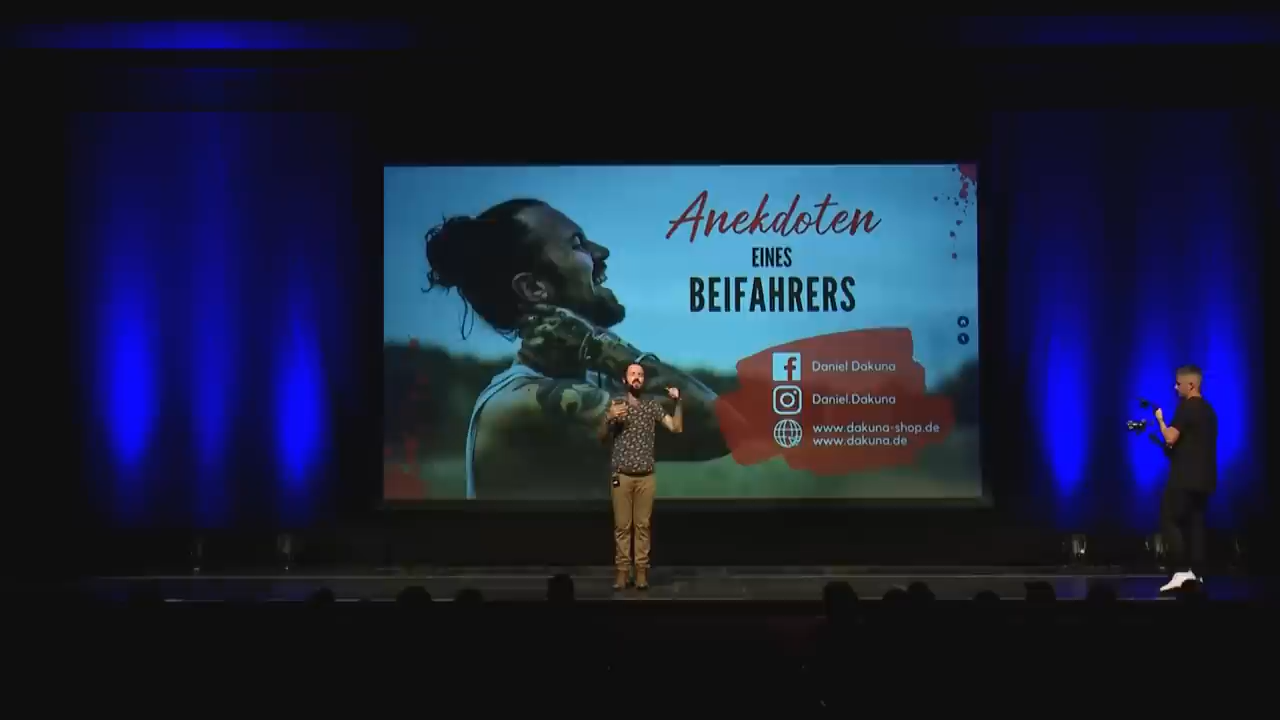 Anekdoten
EINES
BEIFAHRERS
Daniel Dakuna
Daniel.Dakuna
www.dakuna-shop.de
www.dakuna.de